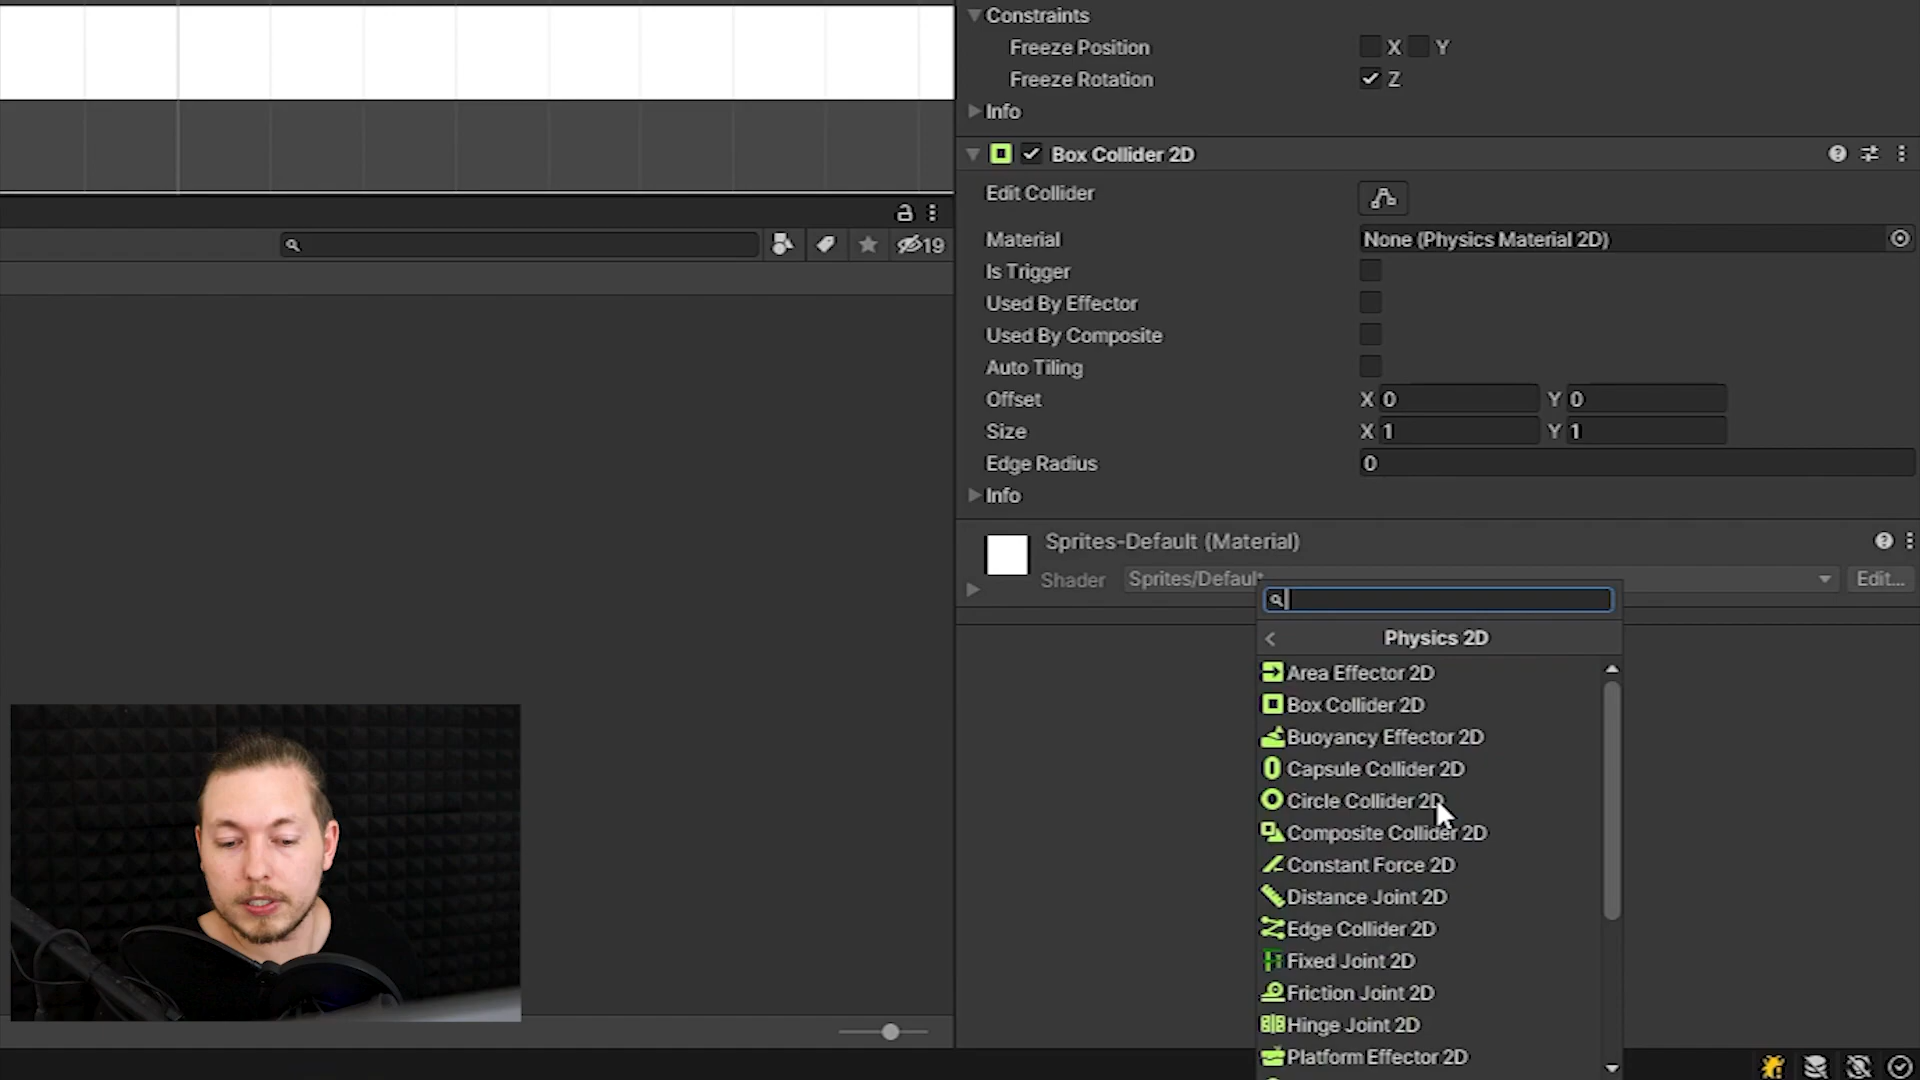 Constraints
Freeze Position X Y
Freeze Rotation Z
Info
Box Collider 2D
Edit Collider
19
Material None (Physics Material 2D)
Is Trigger
Used By Effector
Used By Composite
Auto Tiling
Offset X 0 Y 0
Size X 1 Y 1
Edge Radius 0
Info
Sprites-Default (Material)
Shader Sprites/Default Edit...
Physics 2D
Area Effector 2D
Box Collider 2D
Buoyancy Effector 2D
Capsule Collider 2D
Circle Collider 2D
Composite Collider 2D
Constant Force 2D
Distance Joint 2D
Edge Collider 2D
Fixed Joint 2D
Friction Joint 2D
Hinge Joint 2D
Platform Effector 2D